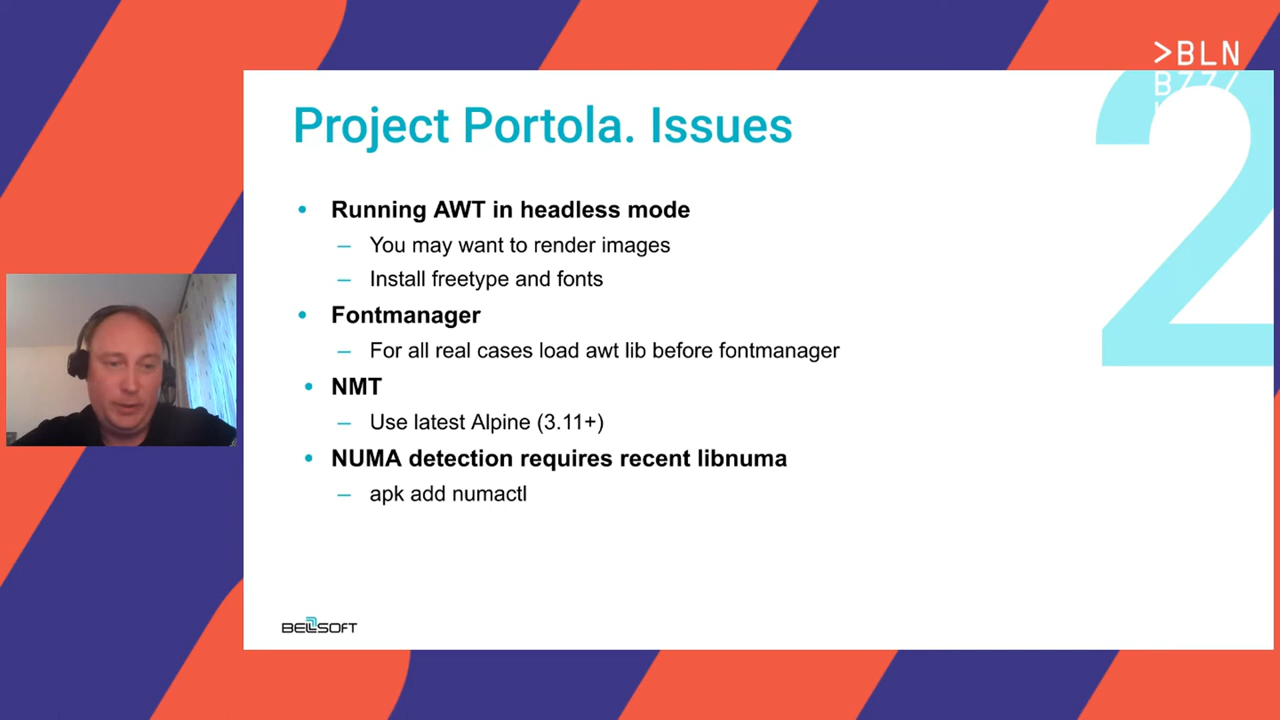 >BLN
BZZ/
2
Project Portola. Issues
• Running AWT in headless mode
– You may want to render images
– Install freetype and fonts
• Fontmanager
– For all real cases load awt lib before fontmanager
• NMT
– Use latest Alpine (3.11+)
• NUMA detection requires recent libnuma
– apk add numactl
BELLSOFT